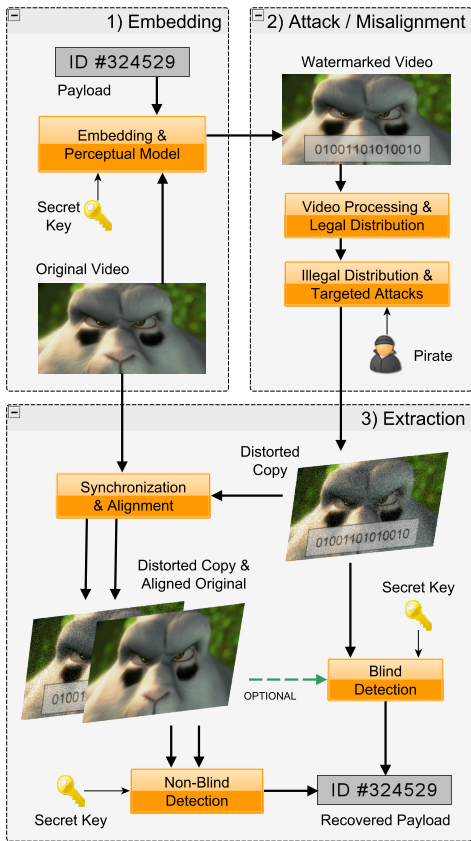 1) Embedding
ID #324529
Payload
Embedding &
Perceptual Model
Secret
Key
Original Video
2) Attack / Misalignment
Watermarked Video
01001101010010
Video Processing &
Legal Distribution
Illegal Distribution &
Targeted Attacks
Pirate
3) Extraction
Distorted
Copy
01001101010010
Synchronization
& Alignment
Distorted Copy &
Aligned Original
01001
Secret Key
OPTIONAL
Blind
Detection
Non-Blind
Detection
Secret Key
ID #324529
Recovered Payload